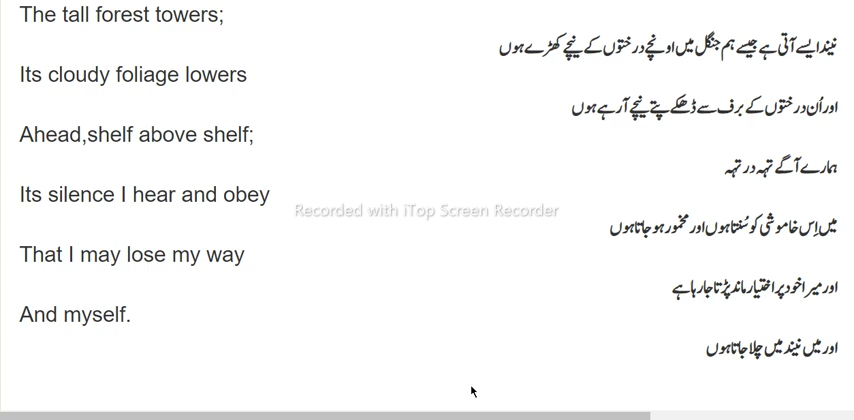 The tall forest towers;
نیند ایسے آتی ہے جیسے ہم جنگل میں اونچے درختوں کے نیچے کھڑے ہوں
Its cloudy foliage lowers
اور اُن درختوں کے برف سے ڈھکے پتے نیچے آرہے ہوں
Ahead,shelf above shelf;
ہمارے آگے تہہ در تہہ
Its silence I hear and obey
Recorded with iTop Screen Recorder
میں اِس خاموشی کو سُنتا ہوں اور مخمور ہو جاتا ہوں
That I may lose my way
اور میرا خود پر اختیار ماند پڑتا جا رہا ہے
And myself.
اور میں نیند میں چلا جاتا ہوں